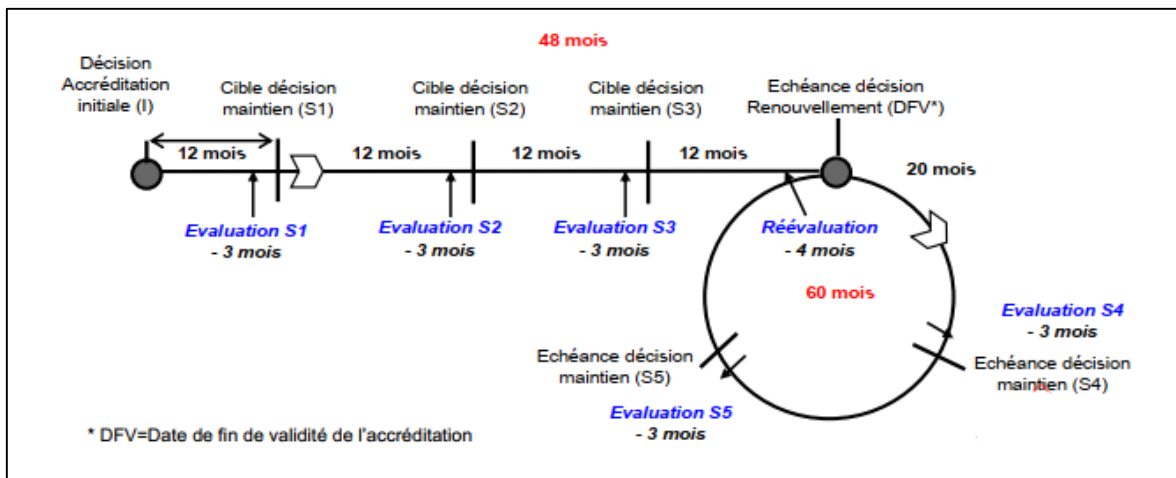 48 mois
Décision
Accréditation
initiale (I)
Cible décision
maintien (S1)
Cible décision
maintien (S2)
Cible décision
maintien (S3)
Echéance décision
Renouvellement (DFV*)
12 mois
12 mois
12 mois
12 mois
20 mois
Evaluation S1
- 3 mois
Evaluation S2
- 3 mois
Evaluation S3
- 3 mois
Réévaluation
- 4 mois
60 mois
Evaluation S4
- 3 mois
Echéance décision
maintien (S5)
Echéance décision
maintien (S4)
Evaluation S5
- 3 mois
* DFV=Date de fin de validité de l'accréditation